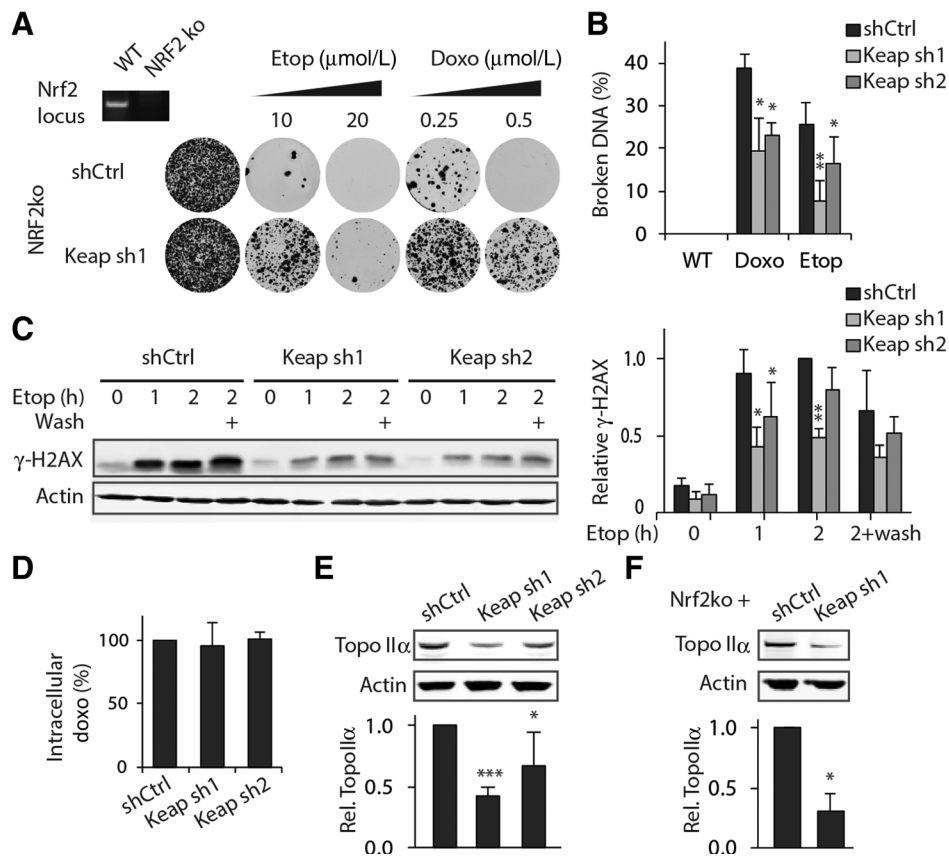 A
WT
NRF2 ko
Nrf2
locus
Etop (μmol/L)
Doxo (μmol/L)
10
20
0.25
0.5
NRF2ko
shCtrl
Keap sh1
B
shCtrl
Keap sh1
Keap sh2
Broken DNA (%)
40
30
20
10
0
* *
**
*
WT Doxo Etop
C
shCtrl Keap sh1 Keap sh2
Etop (h) 0 1 2 2 0 1 2 2 0 1 2 2
Wash + + +
γ-H2AX
Actin
shCtrl
Keap sh1
Keap sh2
Relative γ-H2AX
1.0
0.5
0
*
*
**
Etop (h) 0 1 2 2+wash
D
Intracellular
doxo (%)
100
50
0
shCtrl
Keap sh1
Keap sh2
E
shCtrl
Keap sh1
Keap sh2
Topo IIα
Actin
Rel. TopoIIα
1.0
0.5
0.0
***
*
F
Nrf2ko +
shCtrl
Keap sh1
Topo IIα
Actin
Rel. TopoIIα
1.0
0.5
0.0
*